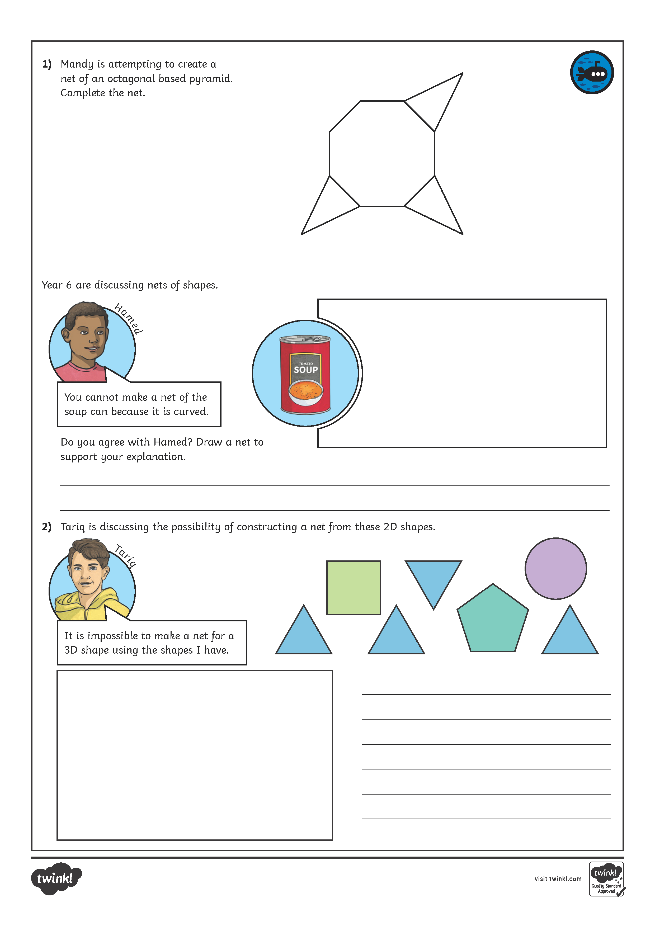 1) Mandy is attempting to create a
net of an octagonal based pyramid.
Complete the net.
Year 6 are discussing nets of shapes.
Hamed
You cannot make a net of the
soup can because it is curved.
TOMATO
SOUP
Do you agree with Hamed? Draw a net to
support your explanation.
2) Tariq is discussing the possibility of constructing a net from these 2D shapes.
Tariq
It is impossible to make a net for a
3D shape using the shapes I have.
twinkl
visit twinkl.com
twinkl
Quality Standard
Approved